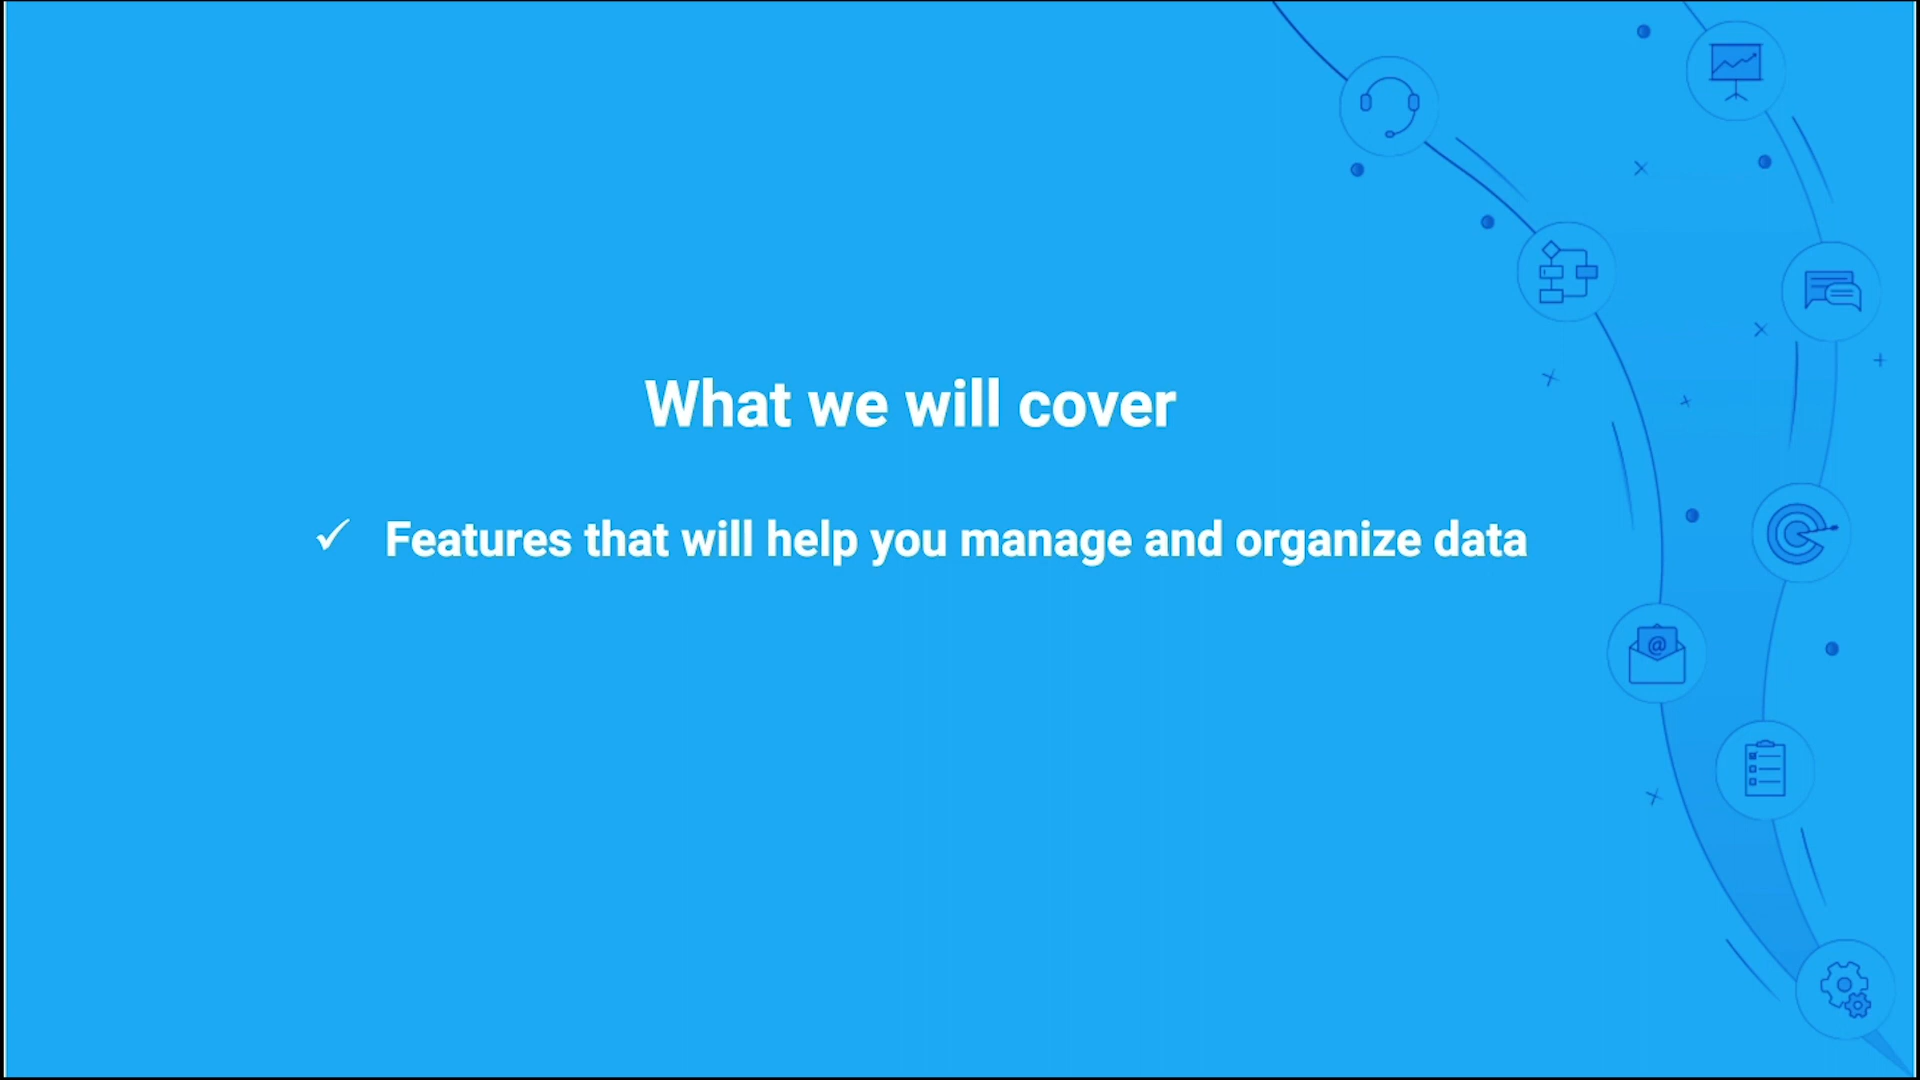 What we will cover
✓ Features that will help you manage and organize data
@